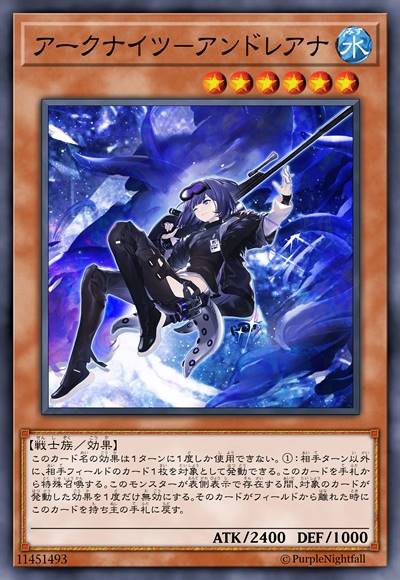 アークナイツーアンドレアナ
水
【戦士族／効果】
このカード名の効果は1ターンに1度しか使用できない。①：相手ターン以外
に、相手フィールドのカード1枚を対象として発動できる。このカードを手札か
ら特殊召喚する。このモンスターが表側表示で存在する間、対象のカードが
発動した効果を1度だけ無効にする。そのカードがフィールドから離れた時に
このカードを持ち主の手札に戻す。
ATK/2400 DEF/1000
11451493
©PurpleNightfall